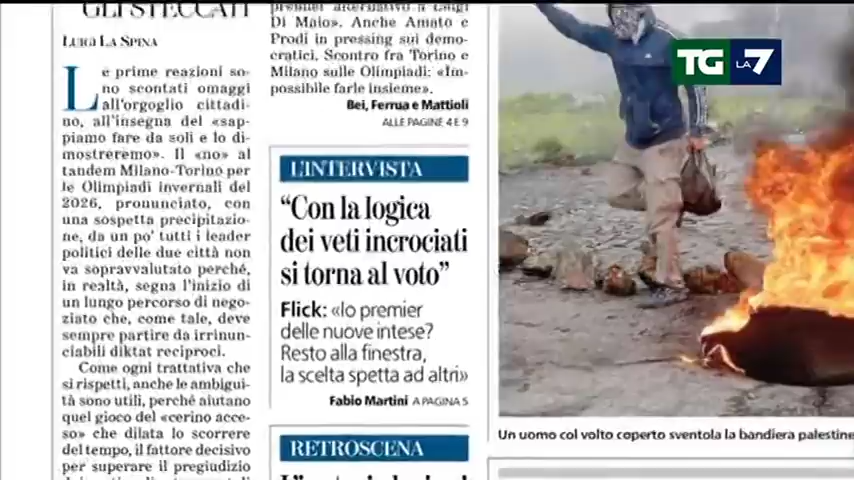 GLI STECCATI
LUIGI LA SPINA
Le prime reazioni so-
no scontati omaggi
all'orgoglio cittadi-
no, all'insegna del «sap-
piamo fare da soli e lo di-
mostreremo». Il «no» al
tandem Milano-Torino per
le Olimpiadi invernali del
2026, pronunciato, con
una sospetta precipitazio-
ne, da un po' tutti i leader
politici delle due città non
va sopravvalutato perché,
in realtà, segna l'inizio di
un lungo percorso di nego-
ziato che, come tale, deve
sempre partire da irrinun-
ciabili diktat reciproci.
Come ogni trattativa che
si rispetti, anche le ambigui-
tà sono utili, perché aiutano
quel gioco del «cerino acce-
so» che dilata lo scorrere
del tempo, il fattore decisivo
per superare il pregiudizio
premier alternativo a Luigi
Di Maio». Anche Amato e
Prodi in pressing sui demo-
cratici. Scontro fra Torino e
Milano sulle Olimpiadi: «Im-
possibile farle insieme».
Bei, Ferrua e Mattioli
ALLE PAGINE 4 E 9
L'INTERVISTA
“Con la logica
dei veti incrociati
si torna al voto”
Flick: «Io premier
delle nuove intese?
Resto alla finestra,
la scelta spetta ad altri»
Fabio Martini A PAGINA 5
RETROSCENA
TG LA7
Un uomo col volto coperto sventola la bandiera palestine